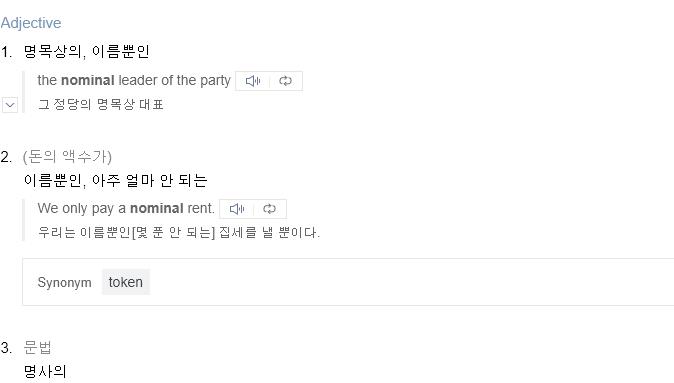 Adjective
1. 명목상의, 이름뿐인
the nominal leader of the party
그 정당의 명목상 대표
2. (돈의 액수가)
이름뿐인, 아주 얼마 안 되는
We only pay a nominal rent.
우리는 이름뿐인[몇 푼 안 되는] 집세를 낼 뿐이다.
Synonym token
3. 문법
명사의